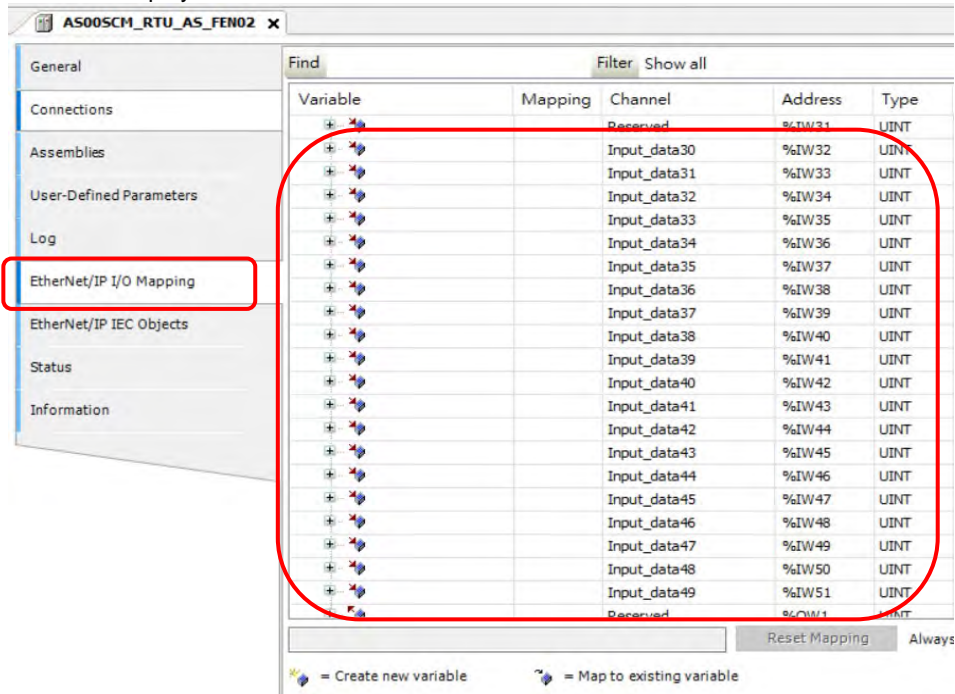 AS00SCM_RTU_AS_FEN02 x
General
Connections
Assemblies
User-Defined Parameters
Log
EtherNet/IP I/O Mapping
EtherNet/IP IEC Objects
Status
Information
Find Filter Show all
Variable Mapping Channel Address Type
Reserved %IW31 UINT
Input_data30 %IW32 UINT
Input_data31 %IW33 UINT
Input_data32 %IW34 UINT
Input_data33 %IW35 UINT
Input_data34 %IW36 UINT
Input_data35 %IW37 UINT
Input_data36 %IW38 UINT
Input_data37 %IW39 UINT
Input_data38 %IW40 UINT
Input_data39 %IW41 UINT
Input_data40 %IW42 UINT
Input_data41 %IW43 UINT
Input_data42 %IW44 UINT
Input_data43 %IW45 UINT
Input_data44 %IW46 UINT
Input_data45 %IW47 UINT
Input_data46 %IW48 UINT
Input_data47 %IW49 UINT
Input_data48 %IW50 UINT
Input_data49 %IW51 UINT
Reserved %QW1 UINT
Reset Mapping Always
= Create new variable = Map to existing variable